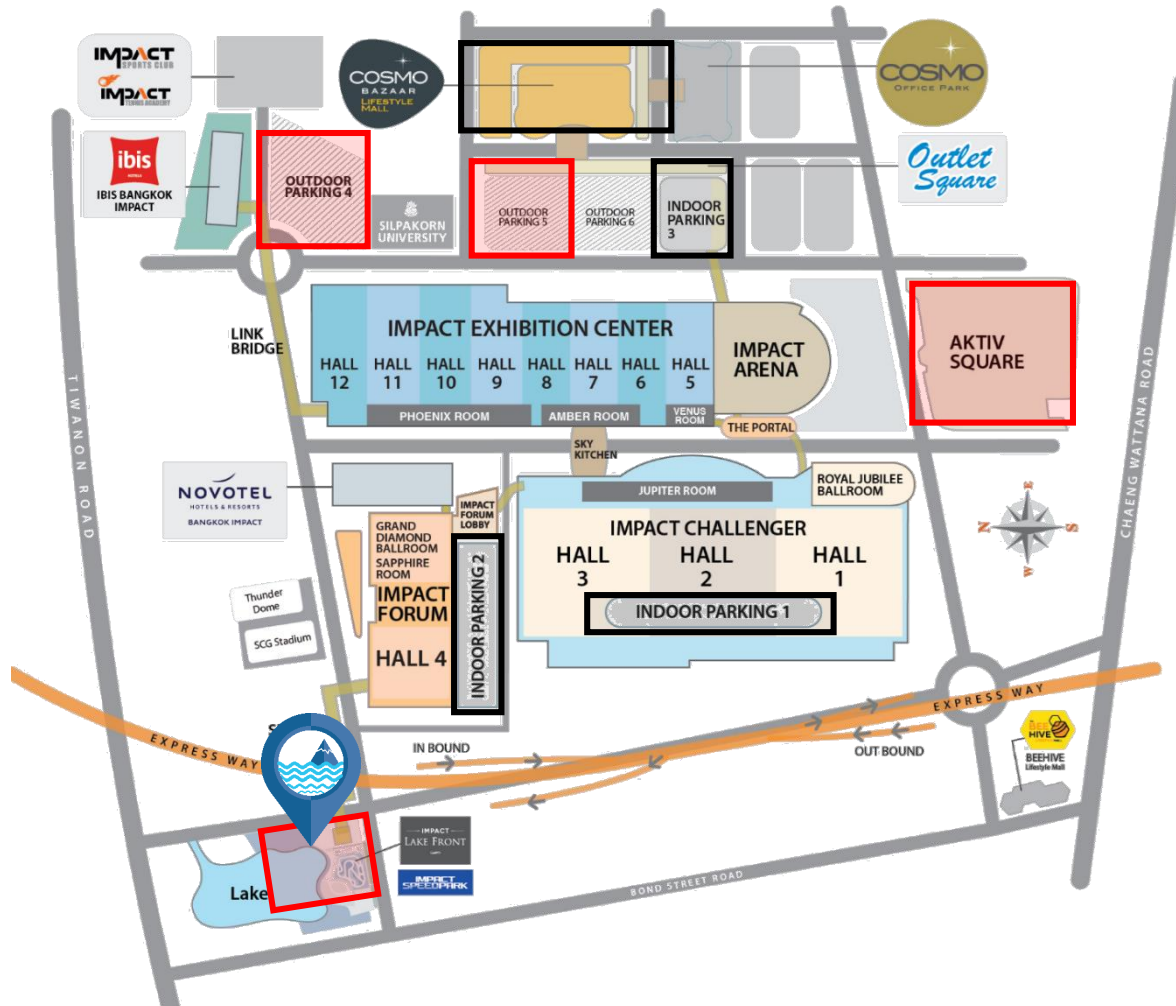 IMPACT
SPORTS CLUB
IMPACT
TENNIS ACADEMY
COSMO
BAZAAR
LIFESTYLE
MALL
COSMO
OFFICE PARK
ibis
HOTELS
IBIS BANGKOK
IMPACT
OUTDOOR
PARKING 4
SILPAKORN
UNIVERSITY
OUTDOOR
PARKING 5
OUTDOOR
PARKING 6
INDOOR
PARKING
3
Outlet
Square
LINK
BRIDGE
IMPACT EXHIBITION CENTER
HALL
12
HALL
11
HALL
10
HALL
9
HALL
8
HALL
7
HALL
6
HALL
5
PHOENIX ROOM
AMBER ROOM
VENUS
ROOM
IMPACT
ARENA
THE PORTAL
AKTIV
SQUARE
TIWANON ROAD
CHAENG WATTANA ROAD
SKY
KITCHEN
NOVOTEL
HOTELS & RESORTS
BANGKOK IMPACT
IMPACT
FORUM
LOBBY
GRAND
DIAMOND
BALLROOM
SAPPHIRE
ROOM
IMPACT
FORUM
HALL 4
INDOOR PARKING 2
JUPITER ROOM
ROYAL JUBILEE
BALLROOM
IMPACT CHALLENGER
HALL
3
HALL
2
HALL
1
INDOOR PARKING 1
N
E
S
W
Thunder
Dome
SCG Stadium
S
EXPRESS WAY
IN BOUND
OUT BOUND
EXPRESS WAY
BEE
HIVE
BEEHIVE
Lifestyle Mall
IMPACT
LAKE FRONT
IMPACT
SPEEDPARK
Lake
BOND STREET ROAD